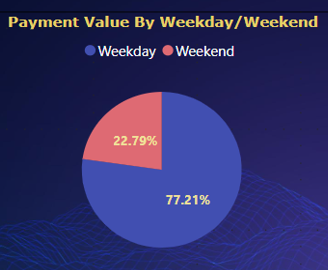 Payment Value By Weekday/Weekend
Weekday Weekend
22.79%
77.21%